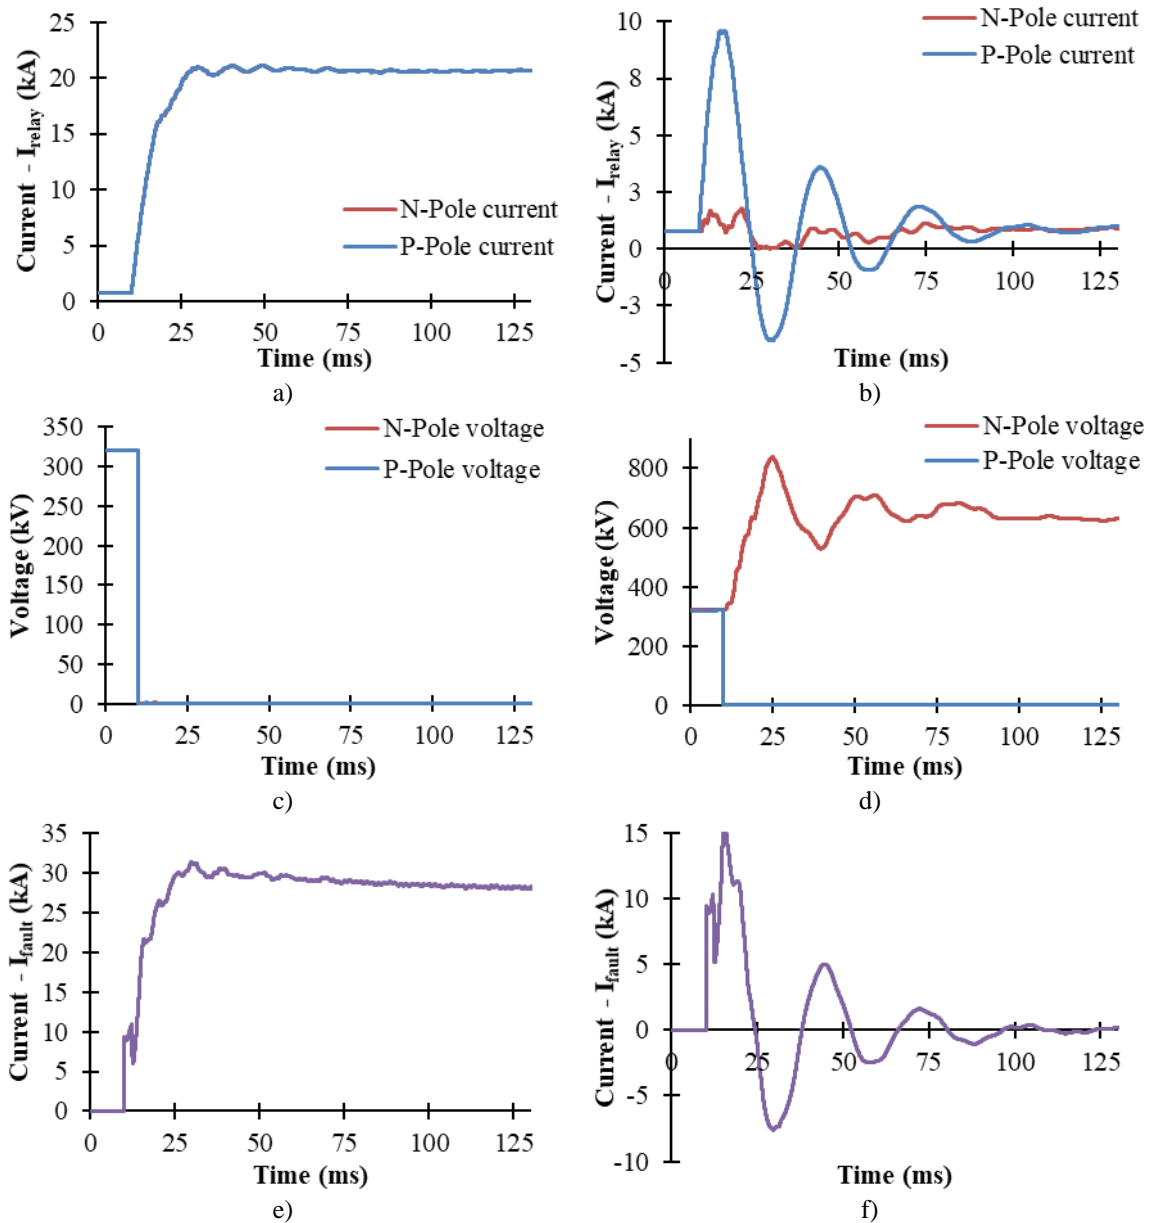 25
20
15
10
5
0
Current - I_relay (kA)
N-Pole current
P-Pole current
0 25 50 75 100 125
Time (ms)
a)
10
8
5
3
0
-3
-5
Current - I_relay (kA)
N-Pole current
P-Pole current
0 25 50 75 100 125
Time (ms)
b)
350
300
250
200
150
100
50
0
Voltage (kV)
N-Pole voltage
P-Pole voltage
0 25 50 75 100 125
Time (ms)
c)
800
600
400
200
0
Voltage (kV)
N-Pole voltage
P-Pole voltage
0 25 50 75 100 125
Time (ms)
d)
35
30
25
20
15
10
5
0
Current - I_fault (kA)
0 25 50 75 100 125
Time (ms)
e)
15
10
5
0
-5
-10
Current - I_fault (kA)
0 25 50 75 100 125
Time (ms)
f)